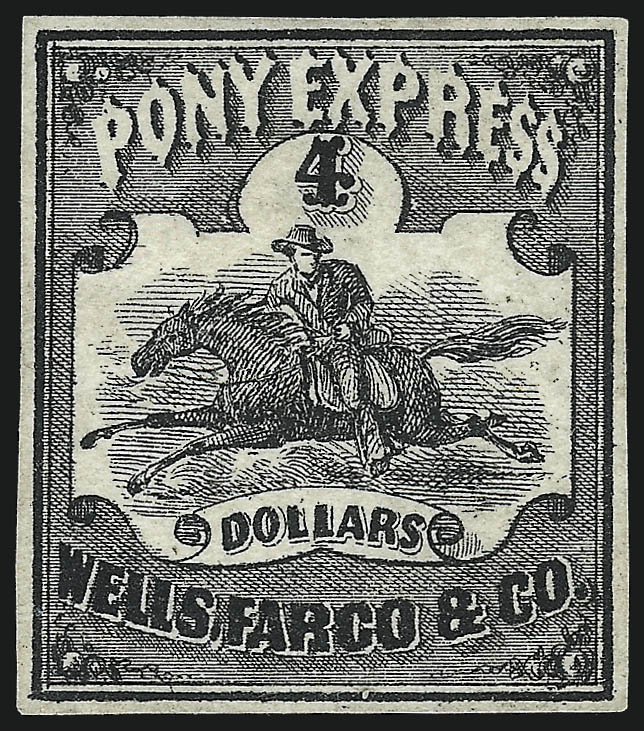 PONY EXPRESS
4
DOLLARS
WELLS, FARGO & CO.